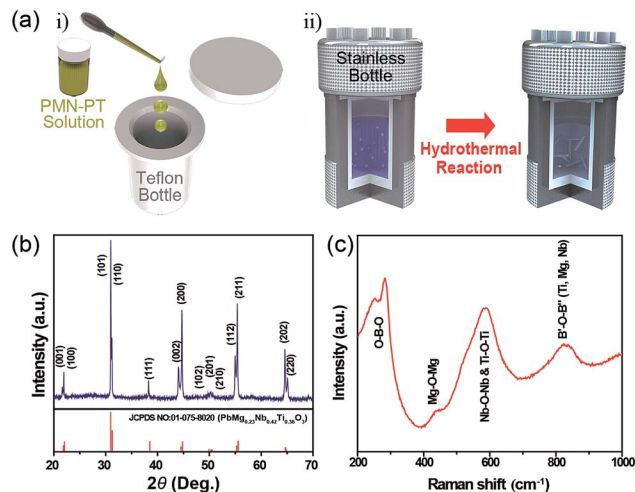 (a) i)
PMN-PT
Solution
Teflon
Bottle
ii)
Stainless
Bottle
Hydrothermal
Reaction
(b)
Intensity (a.u.)
(001)
(100)
(101)
(110)
(111)
(002)
(200)
(102)
(201)
(210)
(112)
(211)
(202)
(220)
JCPDS NO:01-075-8020 (PbMg0.23Nb0.42Ti0.36O3)
20 30 40 50 60 70
2θ (Deg.)
(c)
Intensity (a.u.)
O-B-O
Mg-O-Mg
Nb-O-Nb & Ti-O-Ti
B'-O-B'' (Ti, Mg, Nb)
200 400 600 800 1000
Raman shift (cm-1)